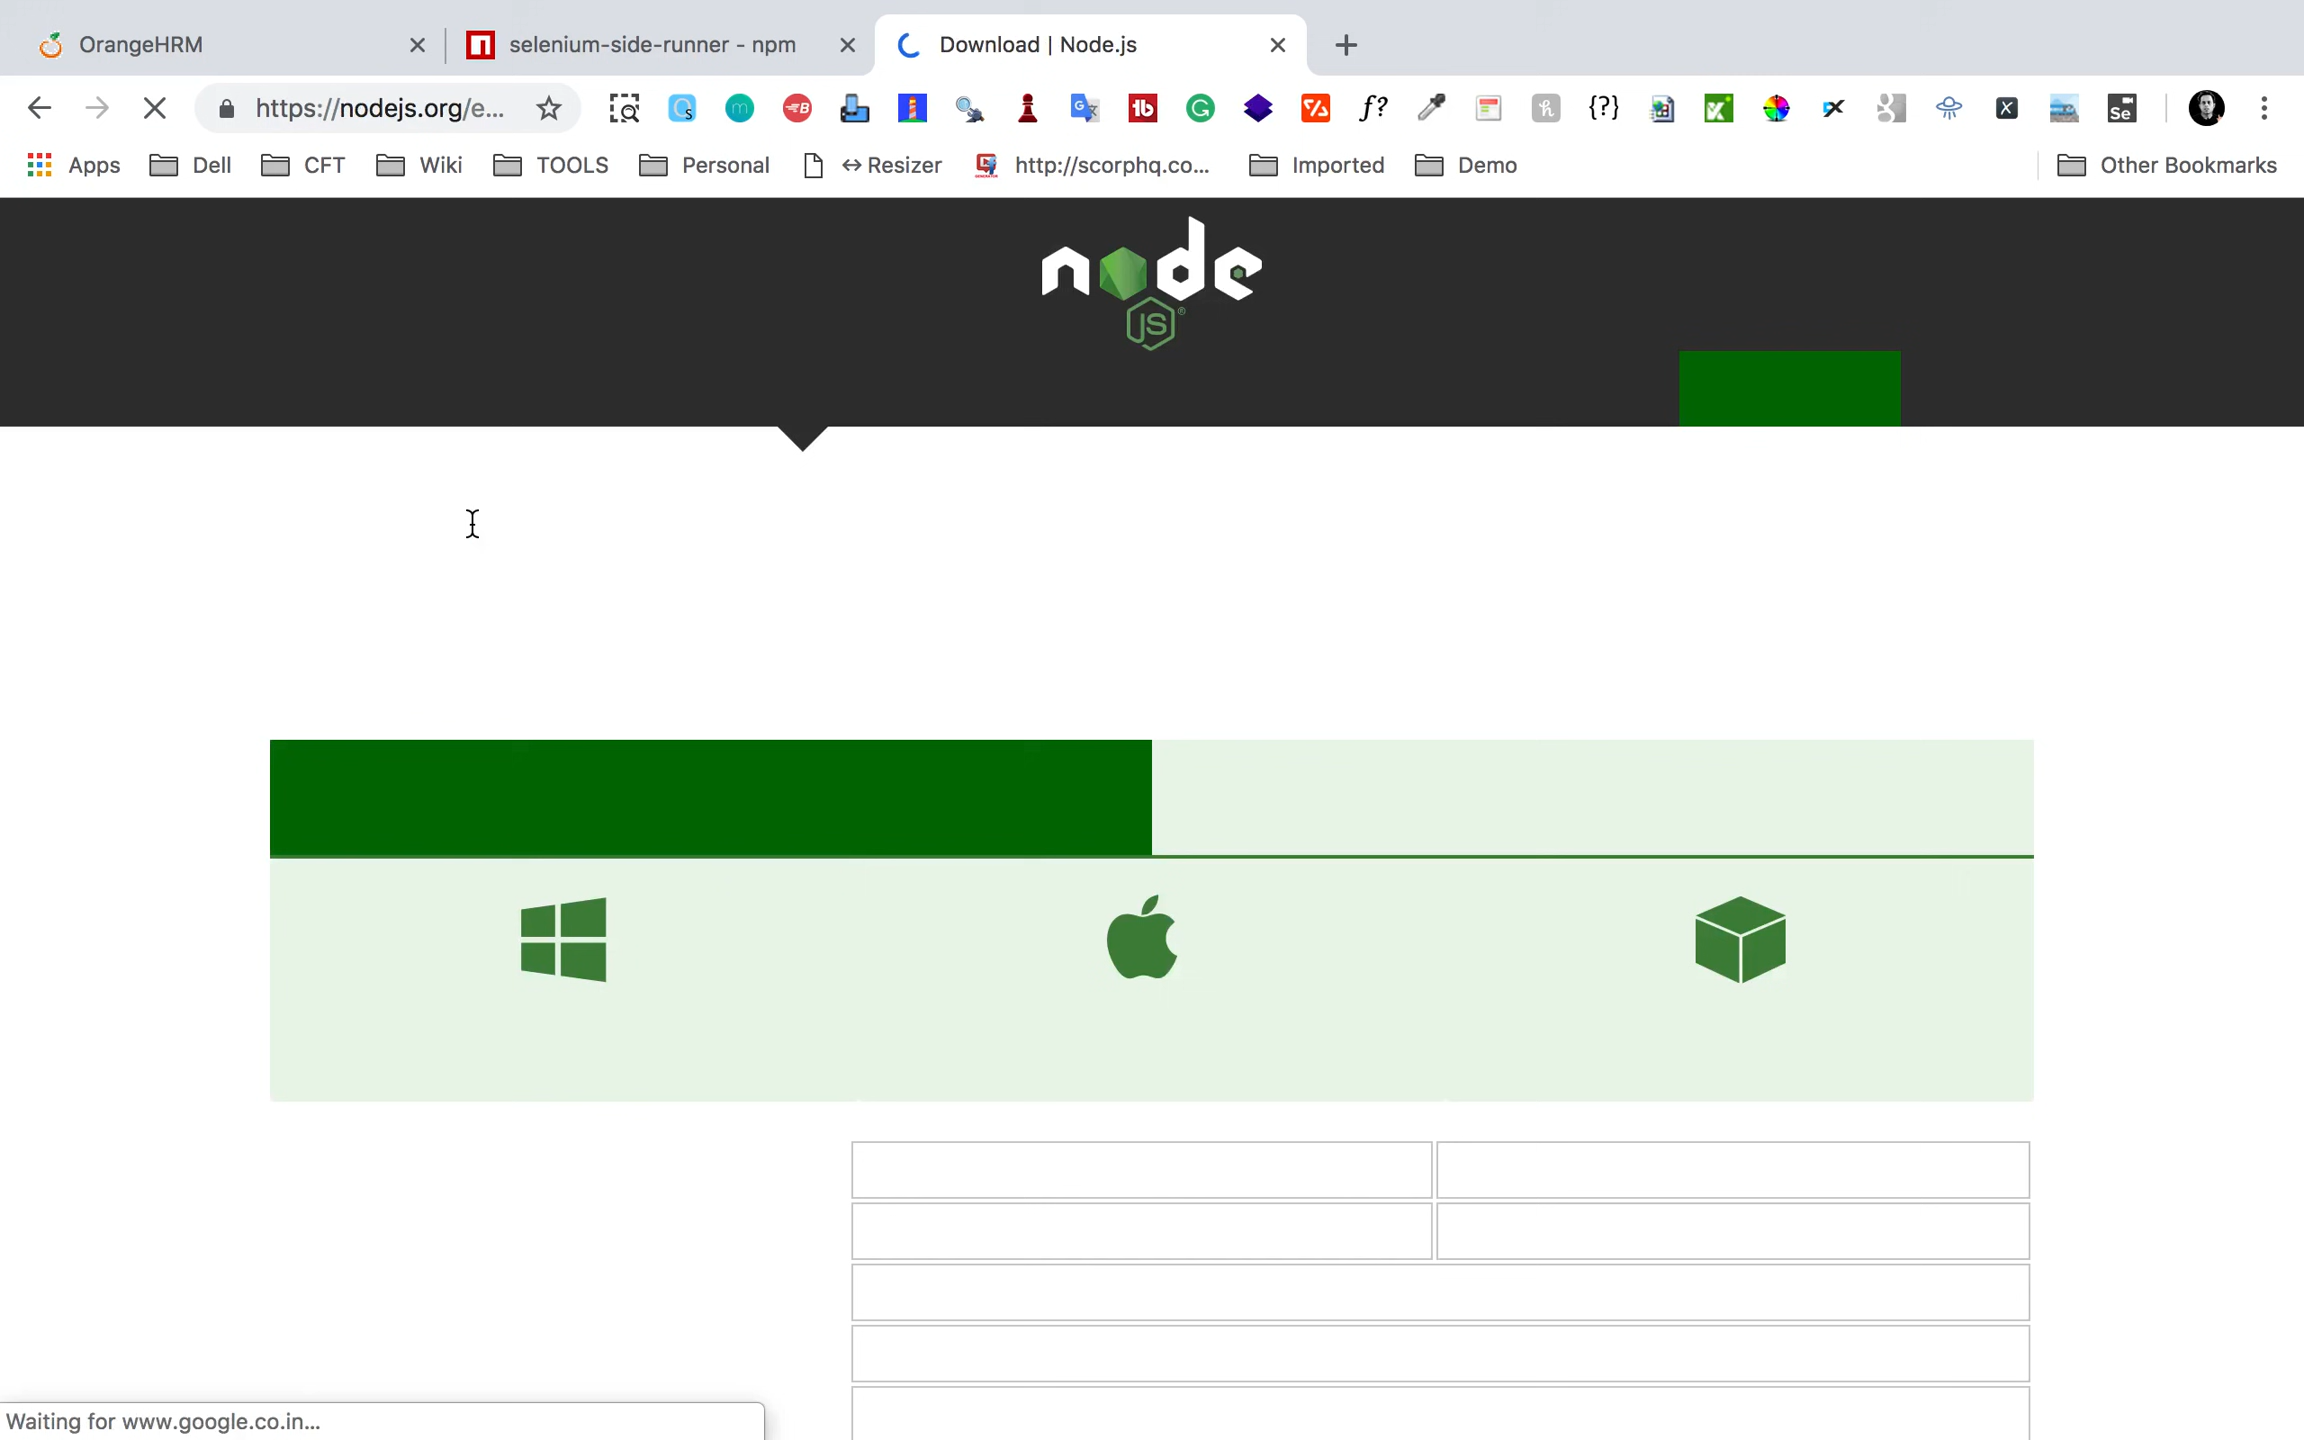 OrangeHRM
selenium-side-runner - npm
Download | Node.js
https://nodejs.org/e...
Apps
Dell
CFT
Wiki
TOOLS
Personal
↔ Resizer
http://scorphq.co...
Imported
Demo
Other Bookmarks
node
JS®
Waiting for www.google.co.in...